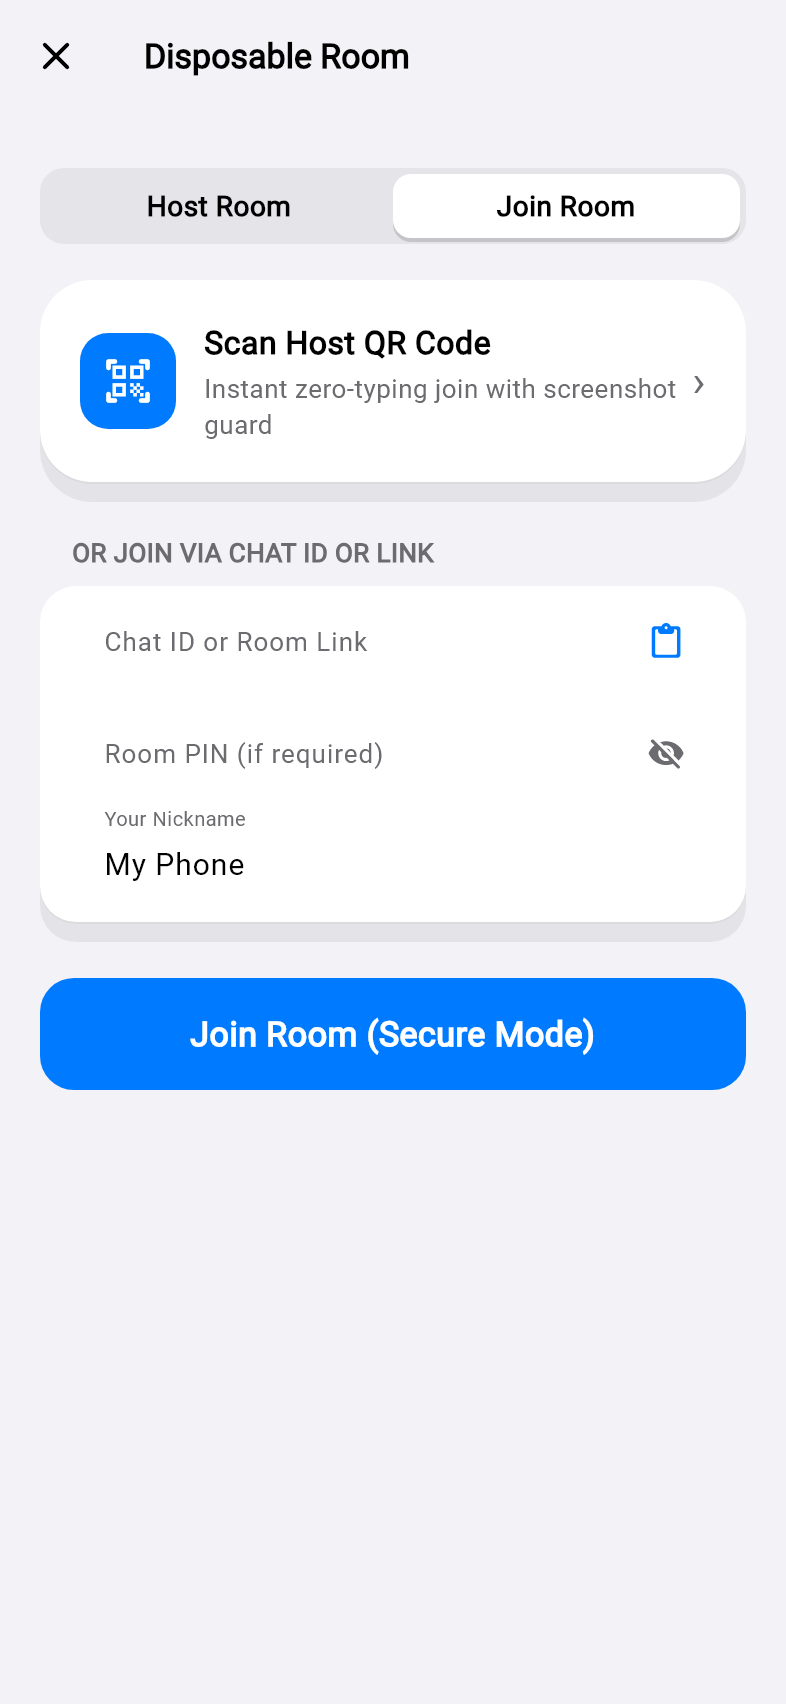 Disposable Room
Host Room
Join Room
Scan Host QR Code
Instant zero-typing join with screenshot
guard
OR JOIN VIA CHAT ID OR LINK
Chat ID or Room Link
Room PIN (if required)
Your Nickname
My Phone
Join Room (Secure Mode)